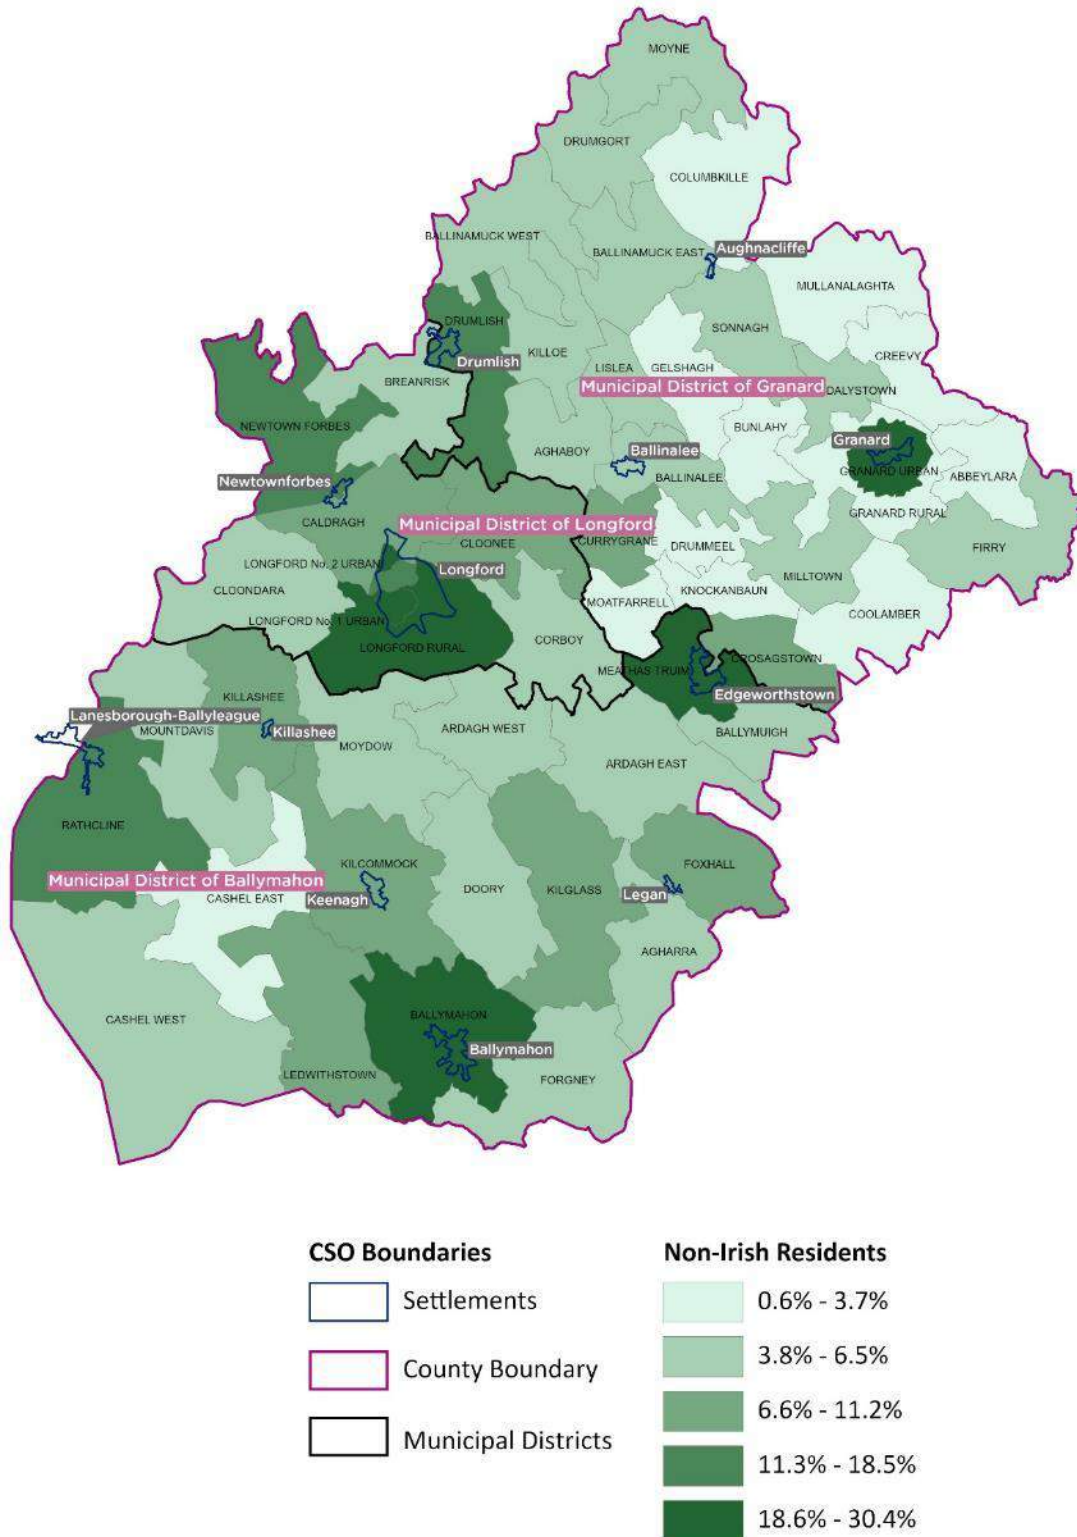 MOYNE
DRUMGORT
COLUMBKILLE
BALLINAMUCK WEST
BALLINAMUCK EAST
Aughnacliffe
MULLANALAGHTA
DRUMLISH
SONNAGH
Drumlish
KILLOE
CREEVY
LISLEA
GELSHAGH
BREANRISK
Municipal District of Granard
DALYSTOWN
NEWTOWN FORBES
BUNLAHY
Granard
AGHABOY
Ballinalee
GRANARD URBAN
ABBEYLARA
Newtownforbes
BALLINALEE
CALDRAGH
Municipal District of Longford
GRANARD RURAL
CLOONEE
CURRYGRANE
DRUMMEEL
FIRRY
LONGFORD No. 2 URBAN
Longford
MILLTOWN
CLOONDARA
KNOCKANBAUN
MOATFARRELL
COOLAMBER
LONGFORD No. 1 URBAN
LONGFORD RURAL
CORBOY
CROSAGSTOWN
MEATHAS TRUIM
KILLASHEE
Edgeworthstown
Lanesborough-Ballyleague
MOUNTDAVIS
Killashee
ARDAGH WEST
BALLYMUIGH
MOYDOW
ARDAGH EAST
RATHCLINE
KILCOMMOCK
FOXHALL
Municipal District of Ballymahon
DOORY
KILGLASS
Legan
CASHEL EAST
Keenagh
AGHARRA
CASHEL WEST
BALLYMAHON
Ballymahon
LEDWITHSTOWN
FORGNEY
CSO Boundaries
Settlements
County Boundary
Municipal Districts
Non-Irish Residents
0.6% - 3.7%
3.8% - 6.5%
6.6% - 11.2%
11.3% - 18.5%
18.6% - 30.4%